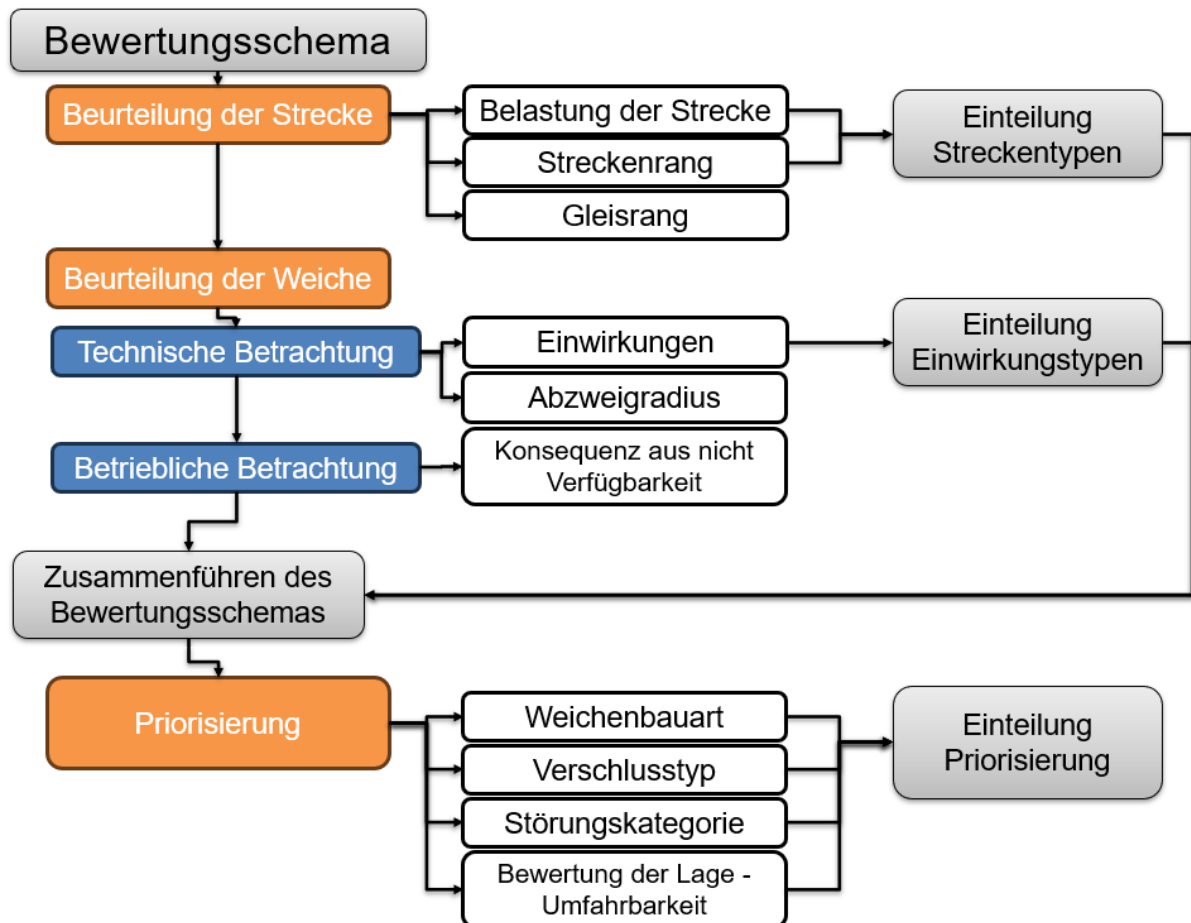 Bewertungsschema
Beurteilung der Strecke
Belastung der Strecke
Streckenrang
Gleisrang
Einteilung
Streckentypen
Beurteilung der Weiche
Technische Betrachtung
Einwirkungen
Abzweigradius
Einteilung
Einwirkungstypen
Betriebliche Betrachtung
Konsequenz aus nicht
Verfügbarkeit
Zusammenführen des
Bewertungsschemas
Priorisierung
Weichenbauart
Verschlusstyp
Störungskategorie
Bewertung der Lage -
Umfahrbarkeit
Einteilung
Priorisierung